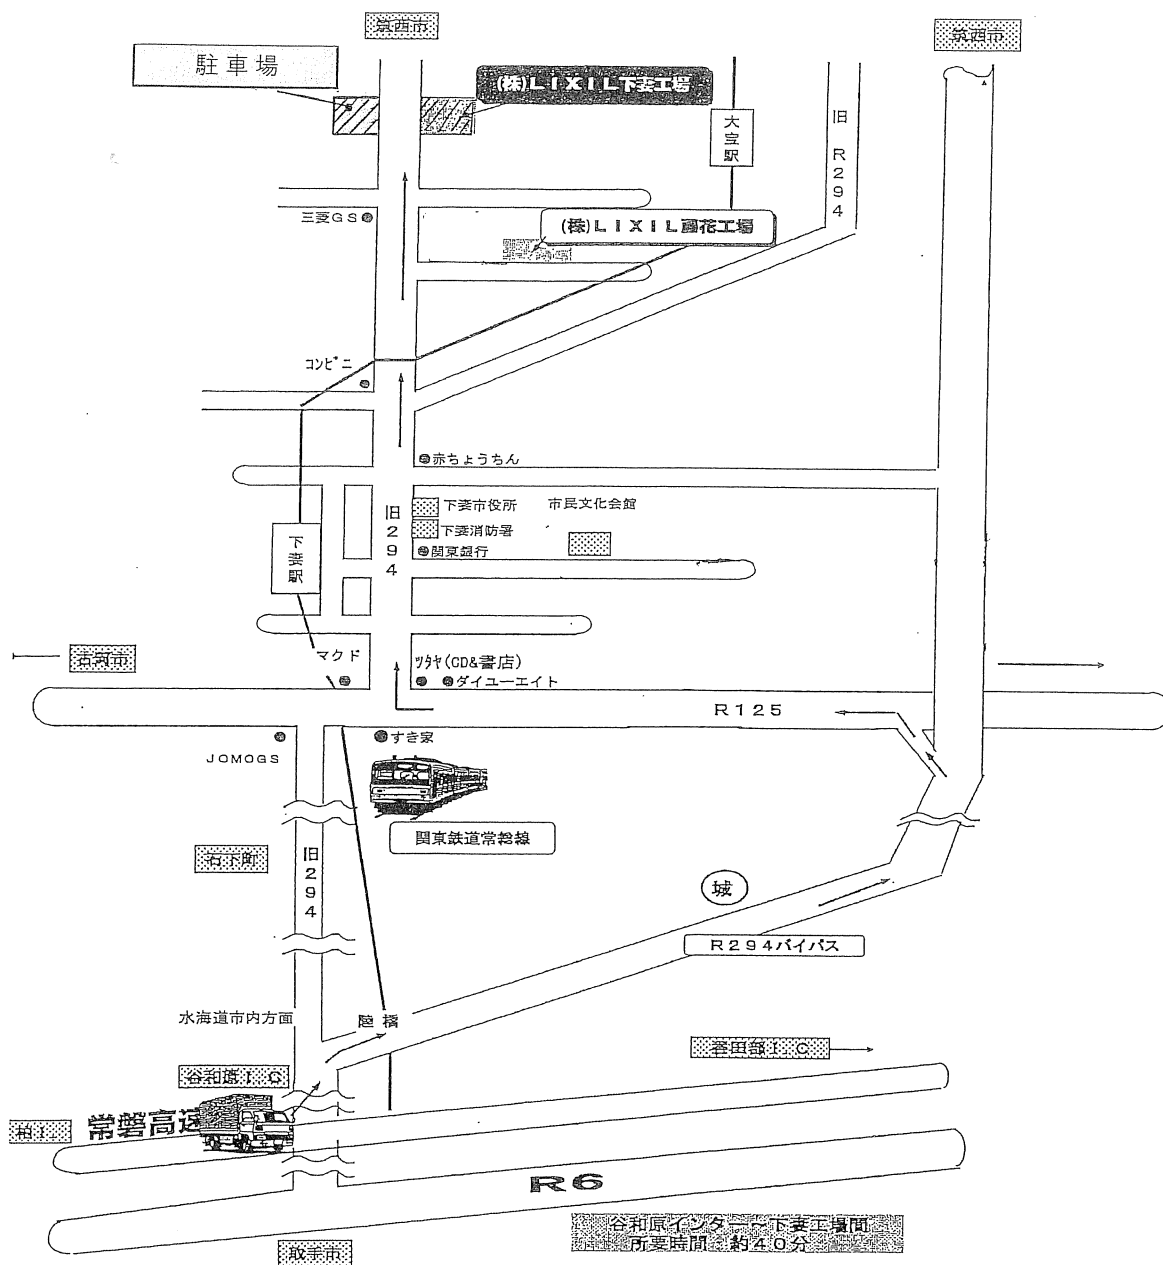 筑西市
筑西市
駐車場
(株)LIXIL下妻工場
大宝駅
旧 R294
三菱GS
(株)LIXIL
コンビニ
赤ちょうちん
下妻市役所
市民文化会館
下妻消防署
関東銀行
旧294
下妻駅
古河市
マクド
ツタヤ(CD&書店)
ダイユーエイト
R125
JOMOGS
すき家
関東鉄道常総線
石下町
旧294
城
R294バイパス
水海道市内方面
陸橋
谷和原IC
谷田部IC
柏I
常磐高速
R6
谷和原インター〜下妻工場間
所要時間 約40分
取手市